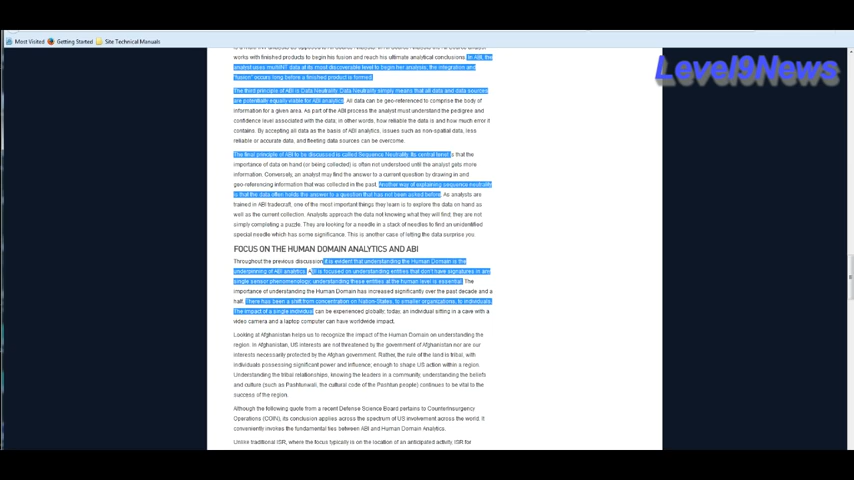 Most Visited Getting Started Site Technical Manuals
Level9News
works with finished products to begin his fusion and reach his ultimate analytical conclusions. In ABI, the
analyst uses multiINT data at its most discoverable level to begin her analysis; the integration and
"fusion" occurs long before a finished product is formed.
The third principle of ABI is Data Neutrality. Data Neutrality simply means that all data and data sources
are potentially equally viable for ABI analytics. All data can be geo-referenced to comprise the body of
information for a given area. As part of the ABI process the analyst must understand the pedigree and
confidence level associated with the data; in other words, how reliable the data is and how much error it
contains. By accepting all data as the basis of ABI analytics, issues such as non-spatial data, less
reliable or accurate data, and fleeting data can be overcome.
The final principle of ABI to be discussed is called Sequence Neutrality. Its central tenet is that the
importance of data on hand (or being collected) is often not understood until the analyst gets more
information. Conversely, an analyst may find the answer to a question by drawing in and
geo-referencing information that was collected in the past. Another way of explaining sequence neutrality
is that the data often holds the answer to a question that has not been asked before. As analysts are
trained in ABI tradecraft, one of the most important things they learn is to explore the data on hand as
well as the current collection. Analysts approach the data not knowing what they will find; they are not
simply completing a puzzle. They are looking for a needle in a stack of needles to find an unidentified
special needle which has some significance. This is another case of letting the data surprise you.
FOCUS ON THE HUMAN DOMAIN ANALYTICS AND ABI
Throughout the previous discussion it is evident that understanding the Human Domain is the
underpinning of ABI analytics. ABI is focused on understanding entities that don't have signatures in any
single sensor phenomenology; understanding these entities at the human level is essential. The
importance of understanding the Human Domain has increased significantly over the past decade and a
half. There has been a shift from concentration on Nation-States, to smaller organizations, to individuals.
The impact of a single individual can be experienced globally; today, an individual sitting in a cave with a
video camera and a laptop computer can have worldwide impact.
Looking at Afghanistan helps us to recognize the impact of the Human Domain on understanding the
region. In Afghanistan, US interests are not threatened by the government of Afghanistan nor are our
interests necessarily protected by the Afghan government. Rather, the rule of the land is tribal, with
individuals possessing significant power and influence; enough to shape US action within a region.
Understanding the tribal relationships, knowing the leaders in a community, understanding the beliefs
and culture (such as Pashtunwali, the cultural code of the Pashtun people) continues to be vital to the
success of the region.
Although the following quote from a recent Defense Science Board pertains to CounterInsurgency
Operations (COIN), its conclusion applies across the spectrum of US involvement across the world; it
conveniently invokes the fundamental ties between ABI and Human Domain Analytics.
Unlike traditional ISR, where the focus typically is on the location of an anticipated activity, ISR for